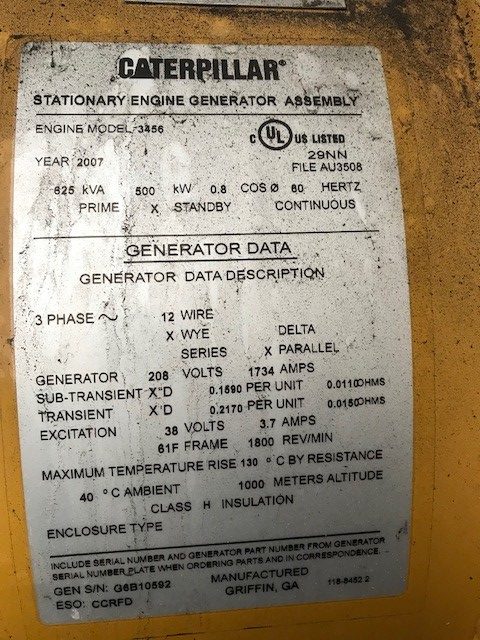 CATERPILLAR®
STATIONARY ENGINE GENERATOR ASSEMBLY
ENGINE MODEL 3456
C UL US LISTED
29NN
YEAR 2007
FILE AU3508
625 kVA 500 kW 0.8 COS Ø 60 HERTZ
PRIME X STANDBY CONTINUOUS
GENERATOR DATA
GENERATOR DATA DESCRIPTION
3 PHASE ~ 12 WIRE
X WYE DELTA
SERIES X PARALLEL
GENERATOR 208 VOLTS 1734 AMPS
SUB-TRANSIENT X"D 0.1590 PER UNIT 0.0110 OHMS
TRANSIENT X'D 0.2170 PER UNIT 0.0150 OHMS
EXCITATION 38 VOLTS 3.7 AMPS
61F FRAME 1800 REV/MIN
MAXIMUM TEMPERATURE RISE 130 ° C BY RESISTANCE
40 ° C AMBIENT 1000 METERS ALTITUDE
CLASS H INSULATION
ENCLOSURE TYPE
INCLUDE SERIAL NUMBER AND GENERATOR PART NUMBER FROM GENERATOR
SERIAL NUMBER PLATE WHEN ORDERING PARTS AND IN CORRESPONDENCE.
GEN S/N: G6B10592 MANUFACTURED 118-8452 2
ESO: CCRFD GRIFFIN, GA